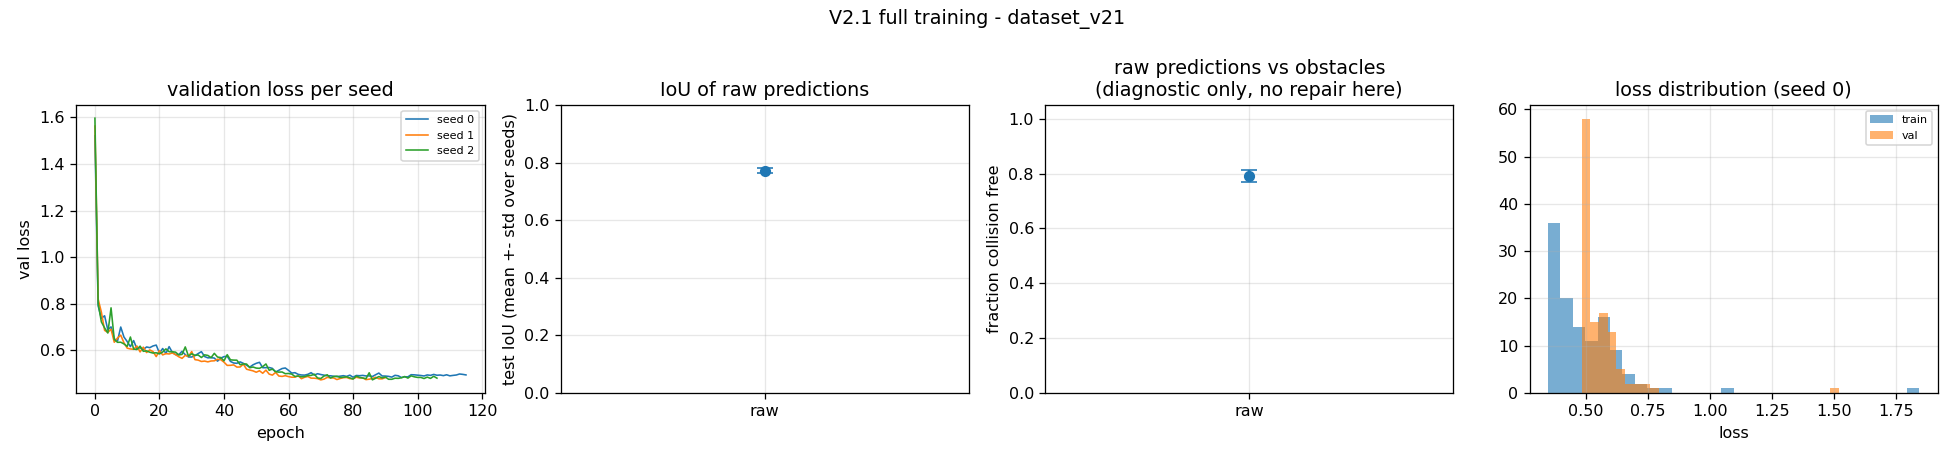 V2.1 full training - dataset_v21
validation loss per seed
val loss
1.6
1.4
1.2
1.0
0.8
0.6
seed 0
seed 1
seed 2
0 20 40 60 80 100 120
epoch
IoU of raw predictions
test IoU (mean +- std over seeds)
1.0
0.8
0.6
0.4
0.2
0.0
raw
raw predictions vs obstacles
(diagnostic only, no repair here)
fraction collision free
1.0
0.8
0.6
0.4
0.2
0.0
raw
loss distribution (seed 0)
60
50
40
30
20
10
0
train
val
0.50 0.75 1.00 1.25 1.50 1.75
loss